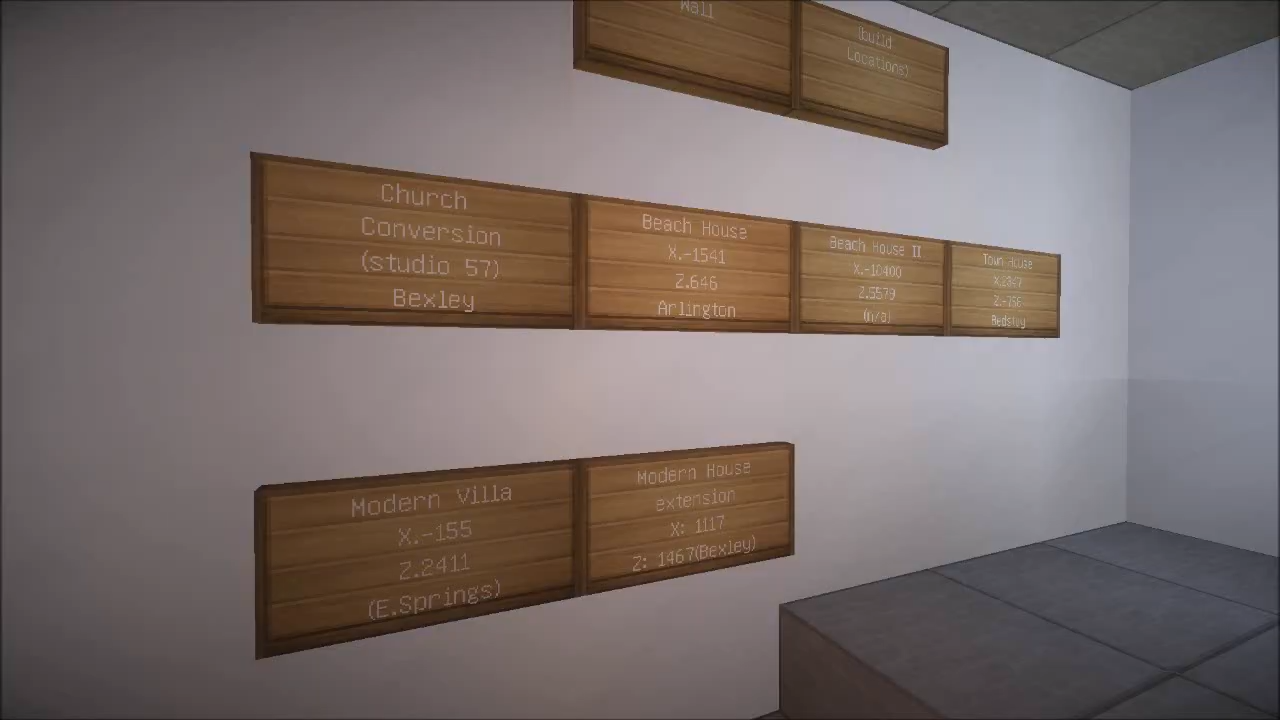 Wall
(build
Locations)
Church
Conversion
(studio 57)
Bexley
Beach House
X.-1541
Z.646
Arlington
Beach House II
X.-10400
Z.5579
(n/a)
Town House
Modern Villa
X.-155
Z.2411
(E.Springs)
Modern House
extension
X: 1117
Z: 1467(Bexley)